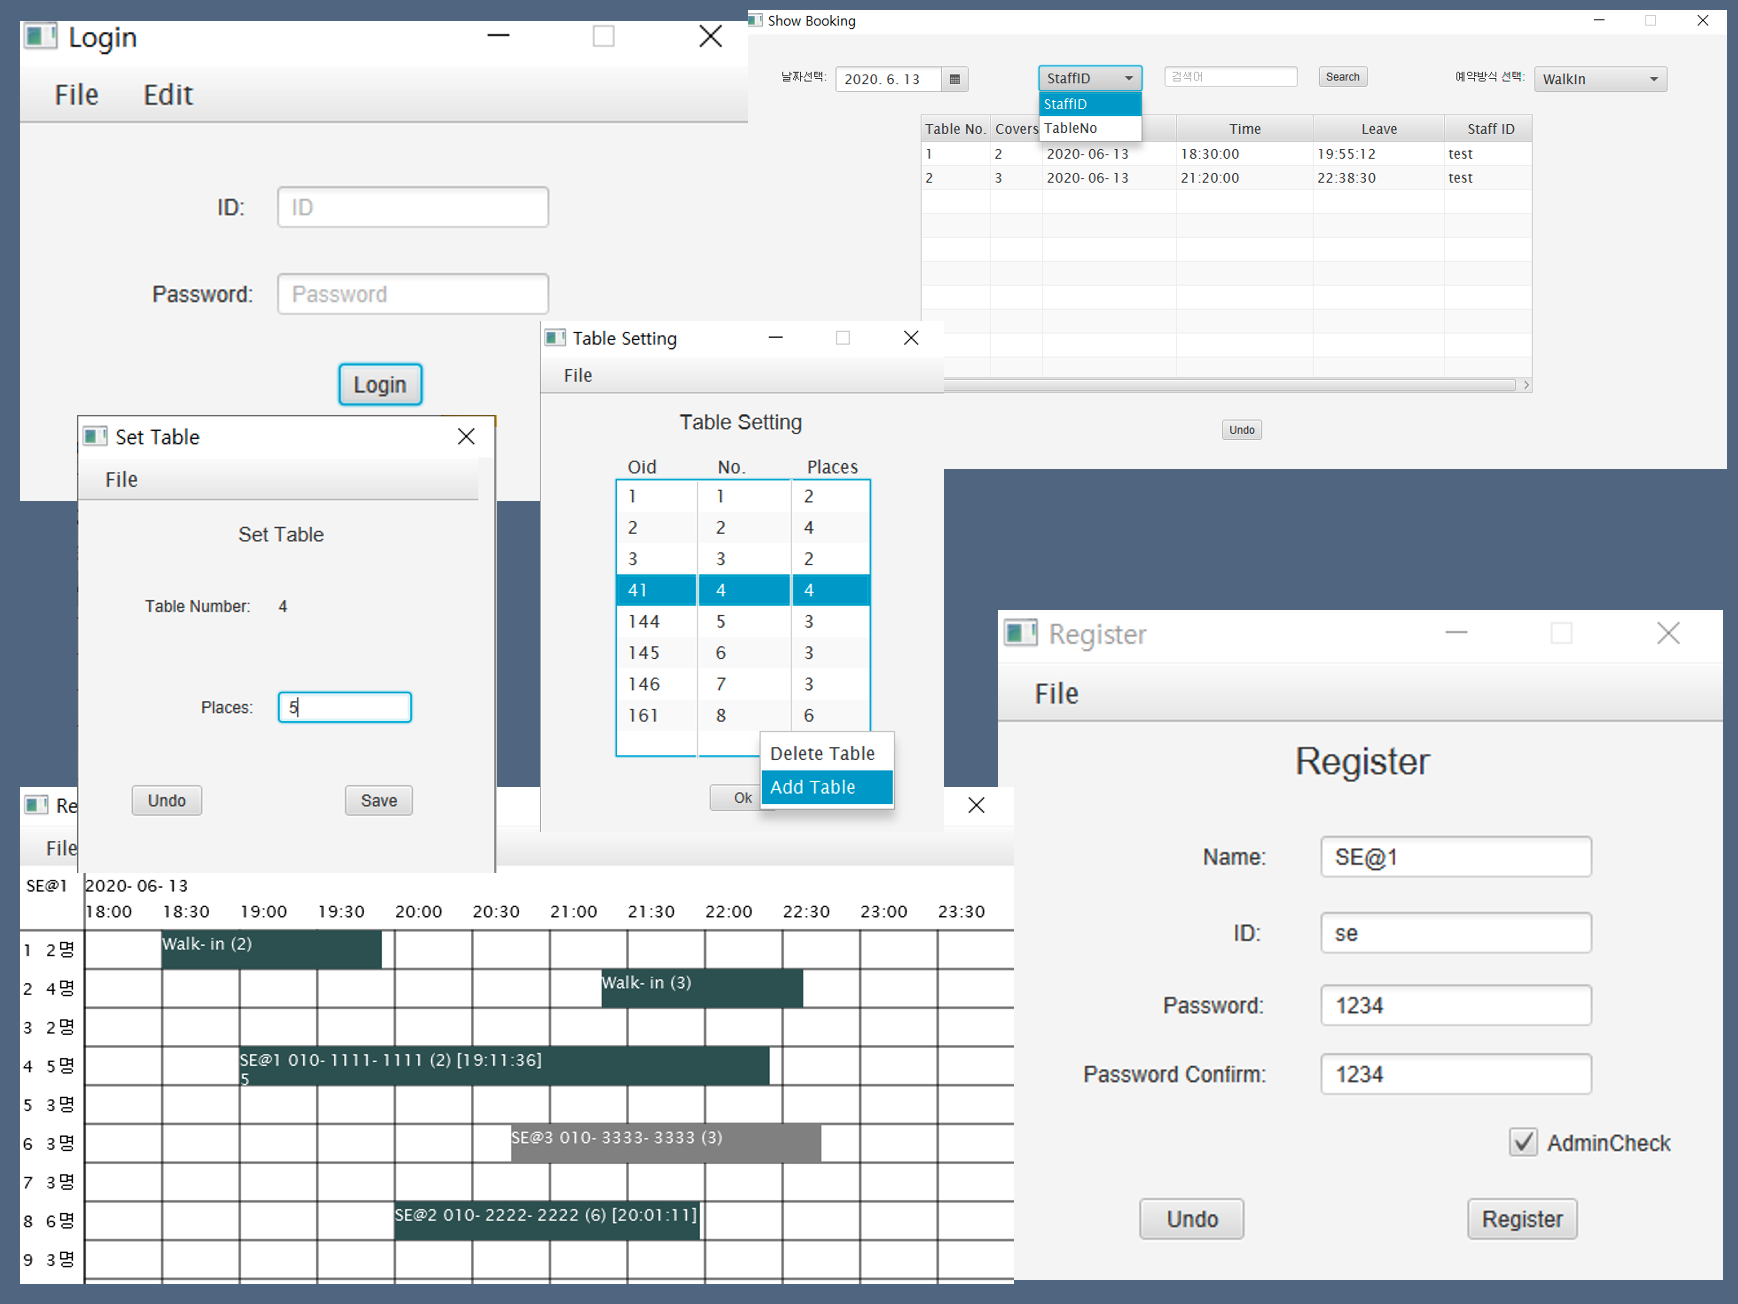 Login
File Edit
ID: ID
Password: Password
Login
Show Booking
날짜선택: 2020. 6. 13 StaffID 검색어 Search 예약방식 선택: WalkIn
StaffID
TableNo
Table No. Covers Time Leave Staff ID
1 2 2020- 06- 13 18:30:00 19:55:12 test
2 3 2020- 06- 13 21:20:00 22:38:30 test
Undo
Table Setting
File
Table Setting
Oid No. Places
1 1 2
2 2 4
3 3 2
41 4 4
144 5 3
145 6 3
146 7 3
161 8 6
Delete Table
Add Table
Ok
Set Table
File
Set Table
Table Number: 4
Places: 5
Undo Save
Re
File
SE@1 2020- 06- 13
18:00 18:30 19:00 19:30 20:00 20:30 21:00 21:30 22:00 22:30 23:00 23:30
1 2명 Walk- in (2)
2 4명 Walk- in (3)
3 2명
4 5명 SE@1 010- 1111- 1111 (2) [19:11:36]
5
5 3명
6 3명 SE@3 010- 3333- 3333 (3)
7 3명
8 6명 SE@2 010- 2222- 2222 (6) [20:01:11]
9 3명
Register
File
Register
Name: SE@1
ID: se
Password: 1234
Password Confirm: 1234
AdminCheck
Undo Register